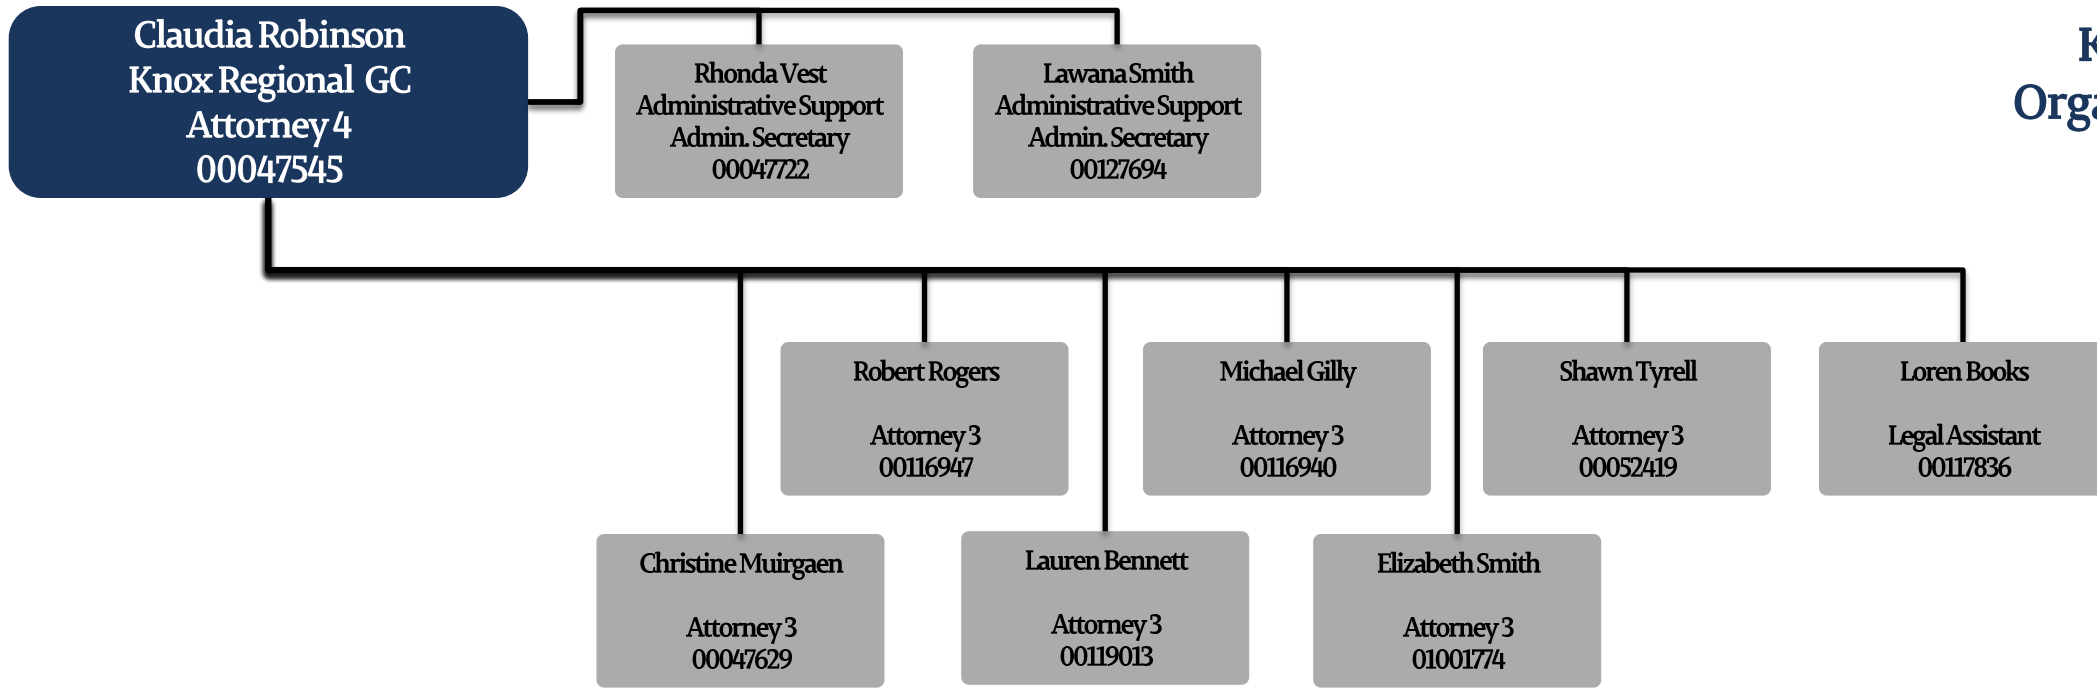 Claudia Robinson
Knox Regional GC
Attorney 4
00047545
Rhonda Vest
Administrative Support
Admin. Secretary
00047722
Lawana Smith
Administrative Support
Admin. Secretary
00127694
Robert Rogers
Attorney 3
00116947
Michael Gilly
Attorney 3
00116940
Shawn Tyrell
Attorney 3
00052419
Loren Books
Legal Assistant
00117836
Christine Muirgaen
Attorney 3
00047629
Lauren Bennett
Attorney 3
00119013
Elizabeth Smith
Attorney 3
01001774